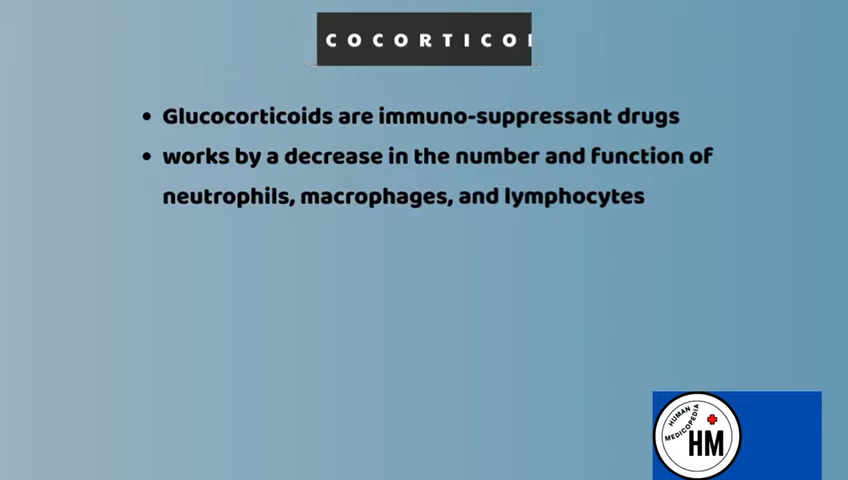 COCORTICO
• Glucocorticoids are immuno-suppressant drugs
• works by a decrease in the number and function of
neutrophils, macrophages, and lymphocytes
HUMAN
MEDICOPEDIA
HM